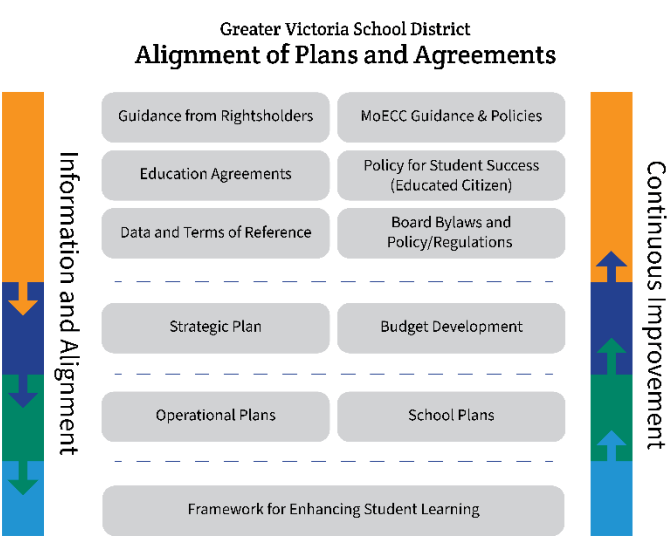 Greater Victoria School District
Alignment of Plans and Agreements
Information and Alignment
Guidance from Rightsholders
MoECC Guidance & Policies
Education Agreements
Policy for Student Success
(Educated Citizen)
Data and Terms of Reference
Board Bylaws and
Policy/Regulations
Strategic Plan
Budget Development
Operational Plans
School Plans
Framework for Enhancing Student Learning
Continuous Improvement